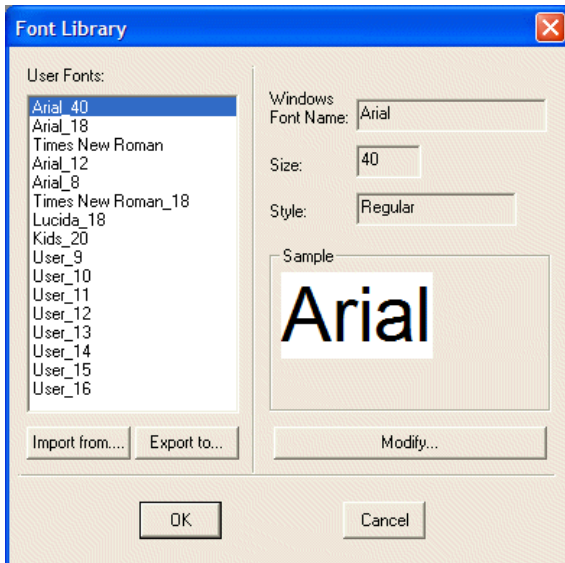 Font Library
User Fonts:
Arial_40
Arial_18
Times New Roman
Arial_12
Arial_8
Times New Roman_18
Lucida_18
Kids_20
User_9
User_10
User_11
User_12
User_13
User_14
User_15
User_16
Import from....
Export to...
Windows
Font Name: Arial
Size: 40
Style: Regular
Sample
Arial
Modify...
OK
Cancel